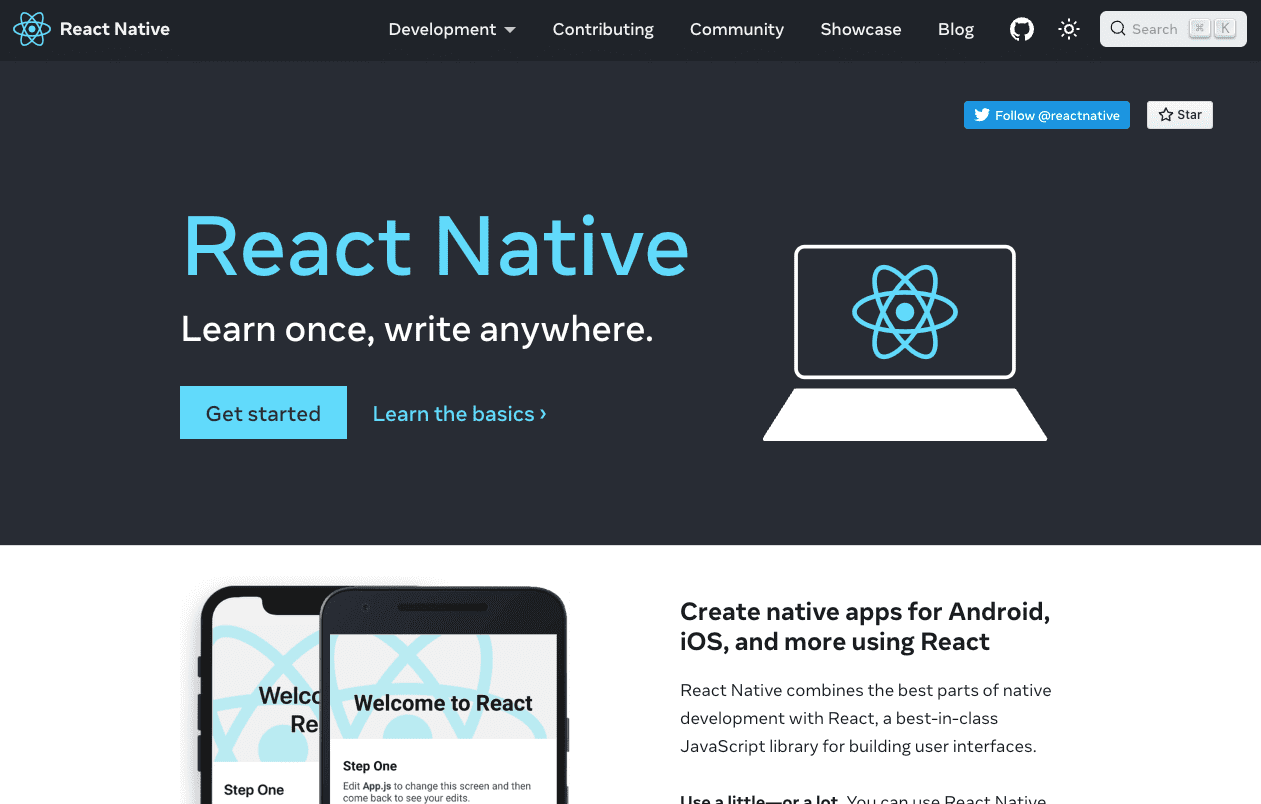 React Native
Development
Contributing
Community
Showcase
Blog
Search ⌘ K
Follow @reactnative
Star
React Native
Learn once, write anywhere.
Get started
Learn the basics ›
Welcome to React
Step One
Edit App.js to change this screen and then
come back to see your edits.
Step One
Create native apps for Android,
iOS, and more using React
React Native combines the best parts of native
development with React, a best-in-class
JavaScript library for building user interfaces.
Use a little—or a lot. You can use React Native